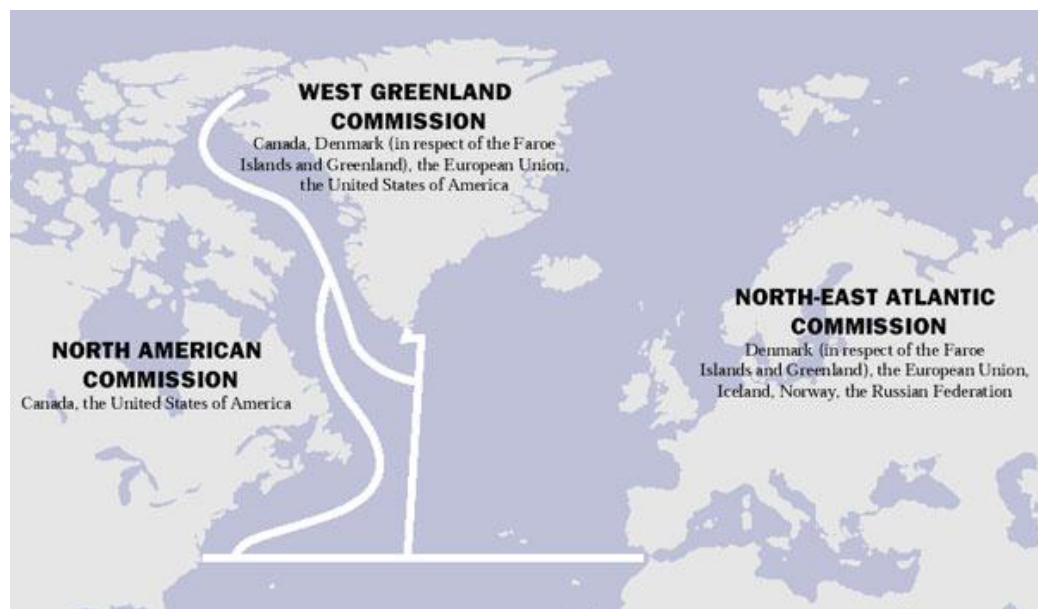 WEST GREENLAND
COMMISSION
Canada, Denmark (in respect of the Faroe
Islands and Greenland), the European Union,
the United States of America
NORTH-EAST ATLANTIC
COMMISSION
Denmark (in respect of the Faroe
Islands and Greenland), the European Union,
Iceland, Norway, the Russian Federation
NORTH AMERICAN
COMMISSION
Canada, the United States of America